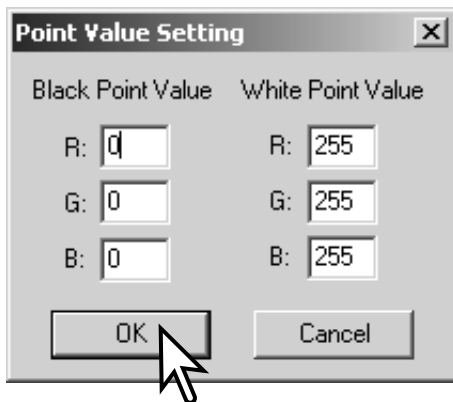 Point Value Setting
Black Point Value White Point Value
R: 0 R: 255
G: 0 G: 255
B: 0 B: 255
OK Cancel